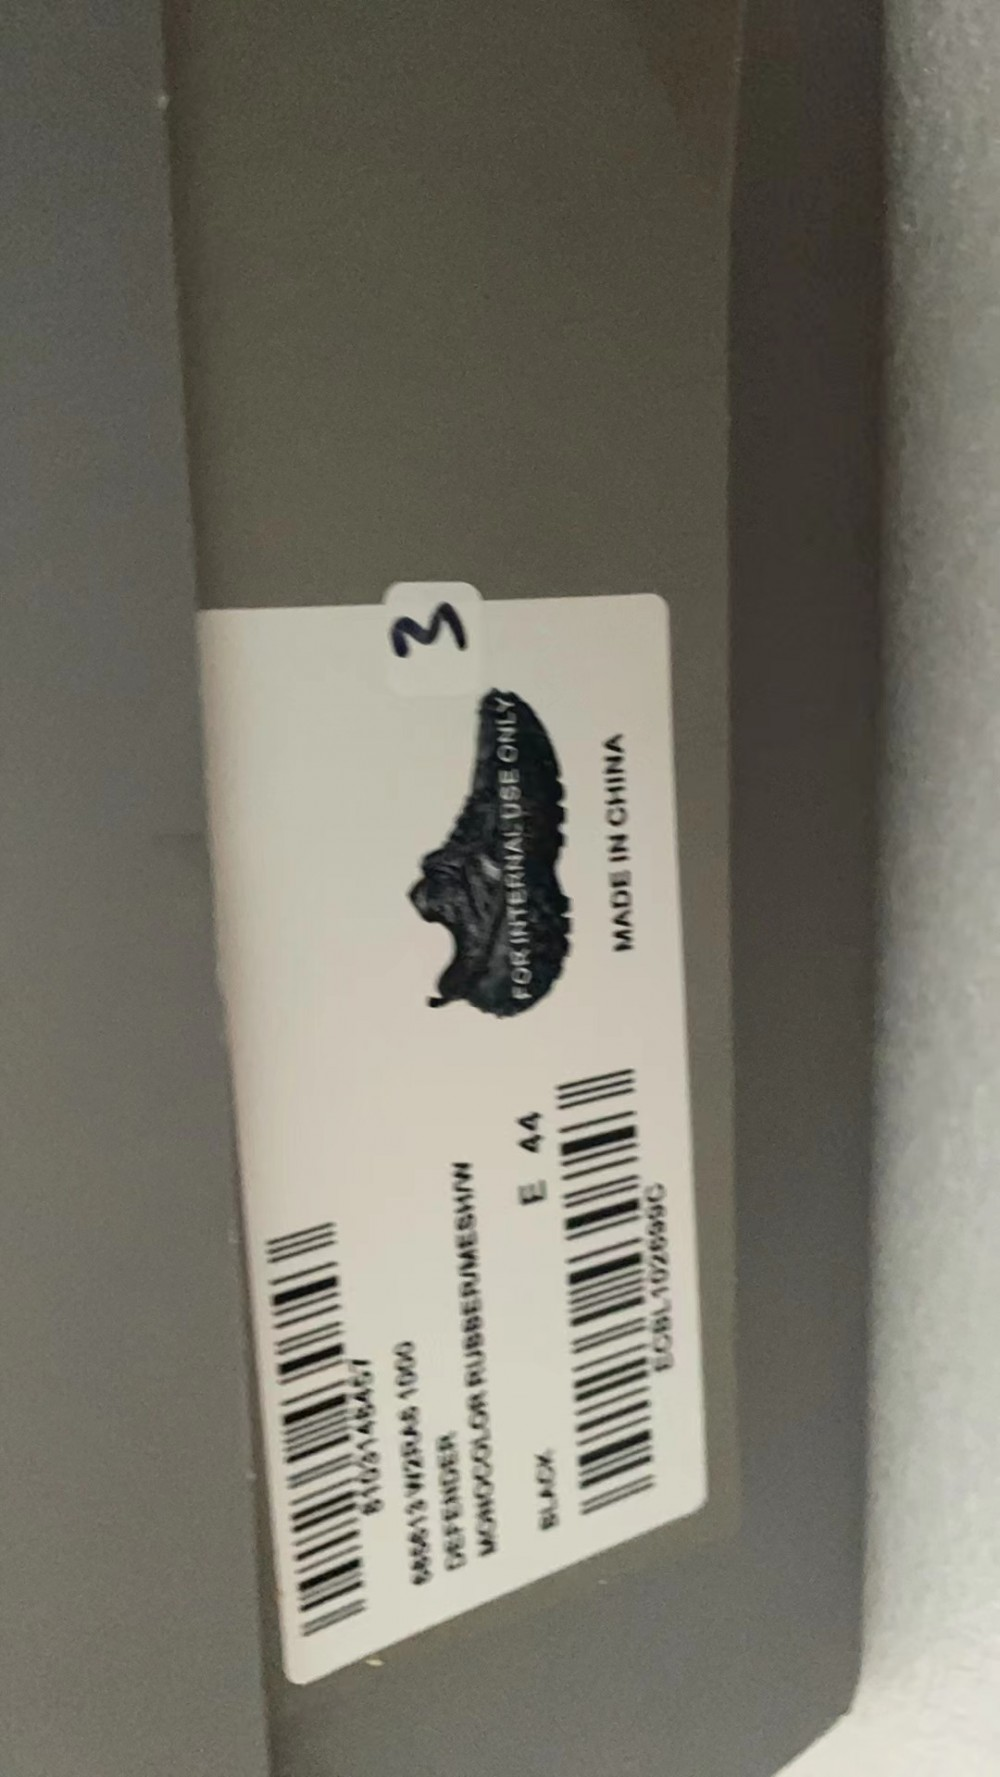 3
FOR INTERNAL USE ONLY
MADE IN CHINA
DEFENDER
MONOCOLOR RUBBER/MESH/W
BLACK
E 44